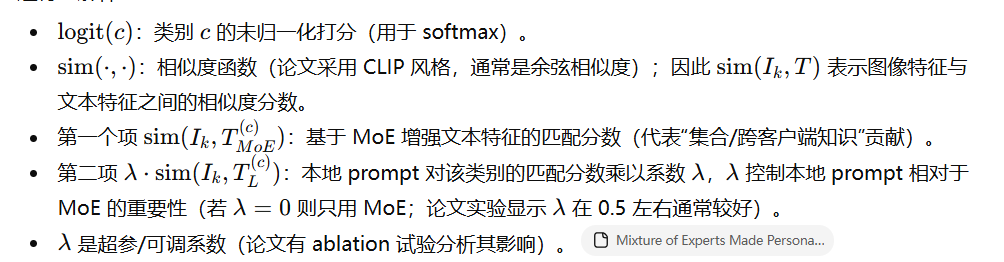 • logit(c)：类别 c 的未归一化打分（用于 softmax）。
• sim(·,·)：相似度函数（论文采用 CLIP 风格，通常是余弦相似度）；因此 sim(I_k, T) 表示图像特征与
文本特征之间的相似度分数。
• 第一个项 sim(I_k, T_{MoE}^{(c)})：基于 MoE 增强文本特征的匹配分数（代表“集合/跨客户端知识”贡献）。
• 第二项 λ · sim(I_k, T_L^{(c)})：本地 prompt 对该类别的匹配分数乘以系数 λ，λ 控制本地 prompt 相对于
MoE 的重要性（若 λ = 0 则只用 MoE；论文实验显示 λ 在 0.5 左右通常较好）。
• λ 是超参/可调系数（论文有 ablation 试验分析其影响）。 Mixture of Experts Made Persona...